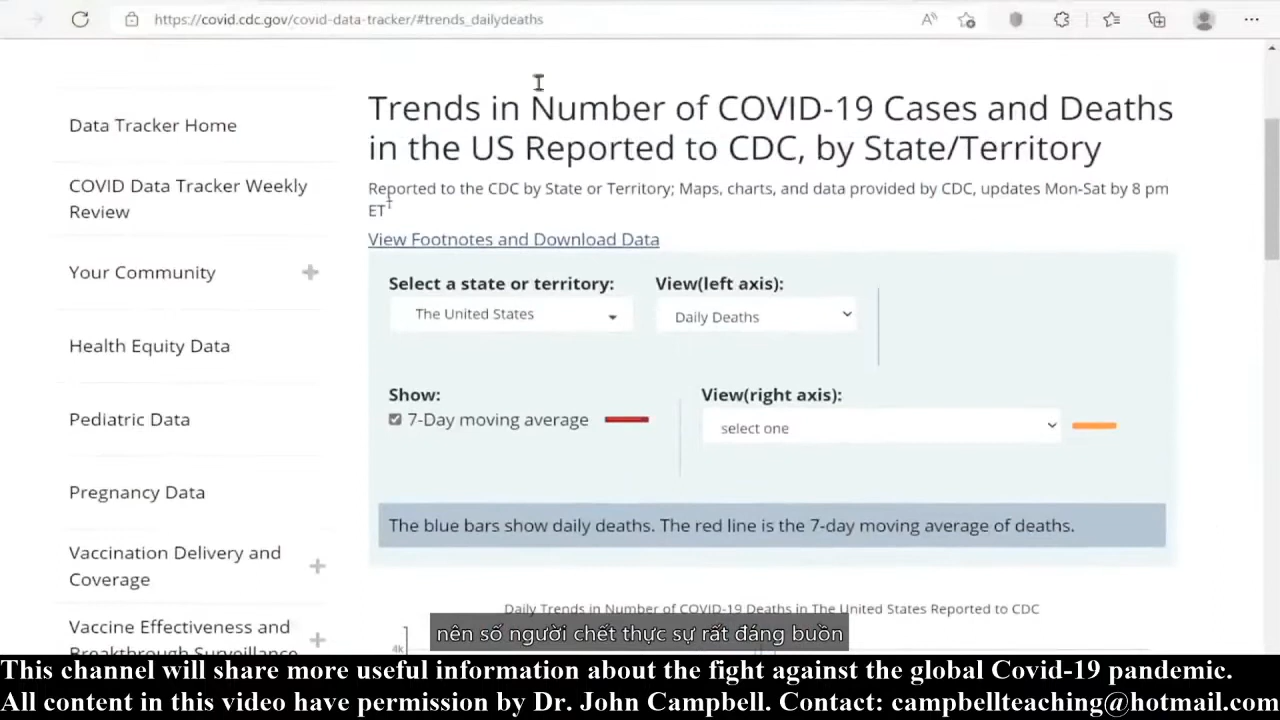 https://covid.cdc.gov/covid-data-tracker/#trends_dailydeaths
Data Tracker Home
COVID Data Tracker Weekly
Review
Your Community
Health Equity Data
Pediatric Data
Pregnancy Data
Vaccination Delivery and
Coverage
Vaccine Effectiveness and
Breakthrough Surveillance
Trends in Number of COVID-19 Cases and Deaths
in the US Reported to CDC, by State/Territory
Reported to the CDC by State or Territory; Maps, charts, and data provided by CDC, updates Mon-Sat by 8 pm
ET†
View Footnotes and Download Data
Select a state or territory:
The United States
View(left axis):
Daily Deaths
Show:
7-Day moving average
View(right axis):
select one
The blue bars show daily deaths. The red line is the 7-day moving average of deaths.
Daily Trends in Number of COVID-19 Deaths in The United States Reported to CDC
4k
nên số người chết thực sự rất đáng buồn
This channel will share more useful information about the fight against the global Covid-19 pandemic.
All content in this video have permission by Dr. John Campbell. Contact: campbellteaching@hotmail.com